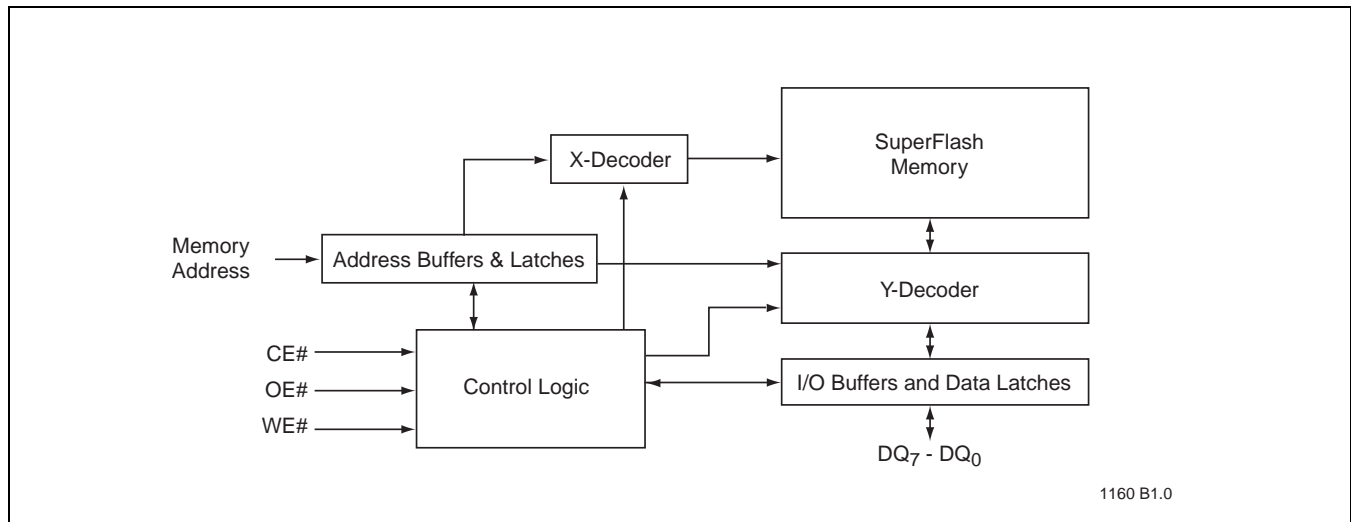 SuperFlash
Memory
X-Decoder
Memory
Address
Address Buffers & Latches
Y-Decoder
CE#
OE#
WE#
Control Logic
I/O Buffers and Data Latches
DQ7 - DQ0
1160 B1.0